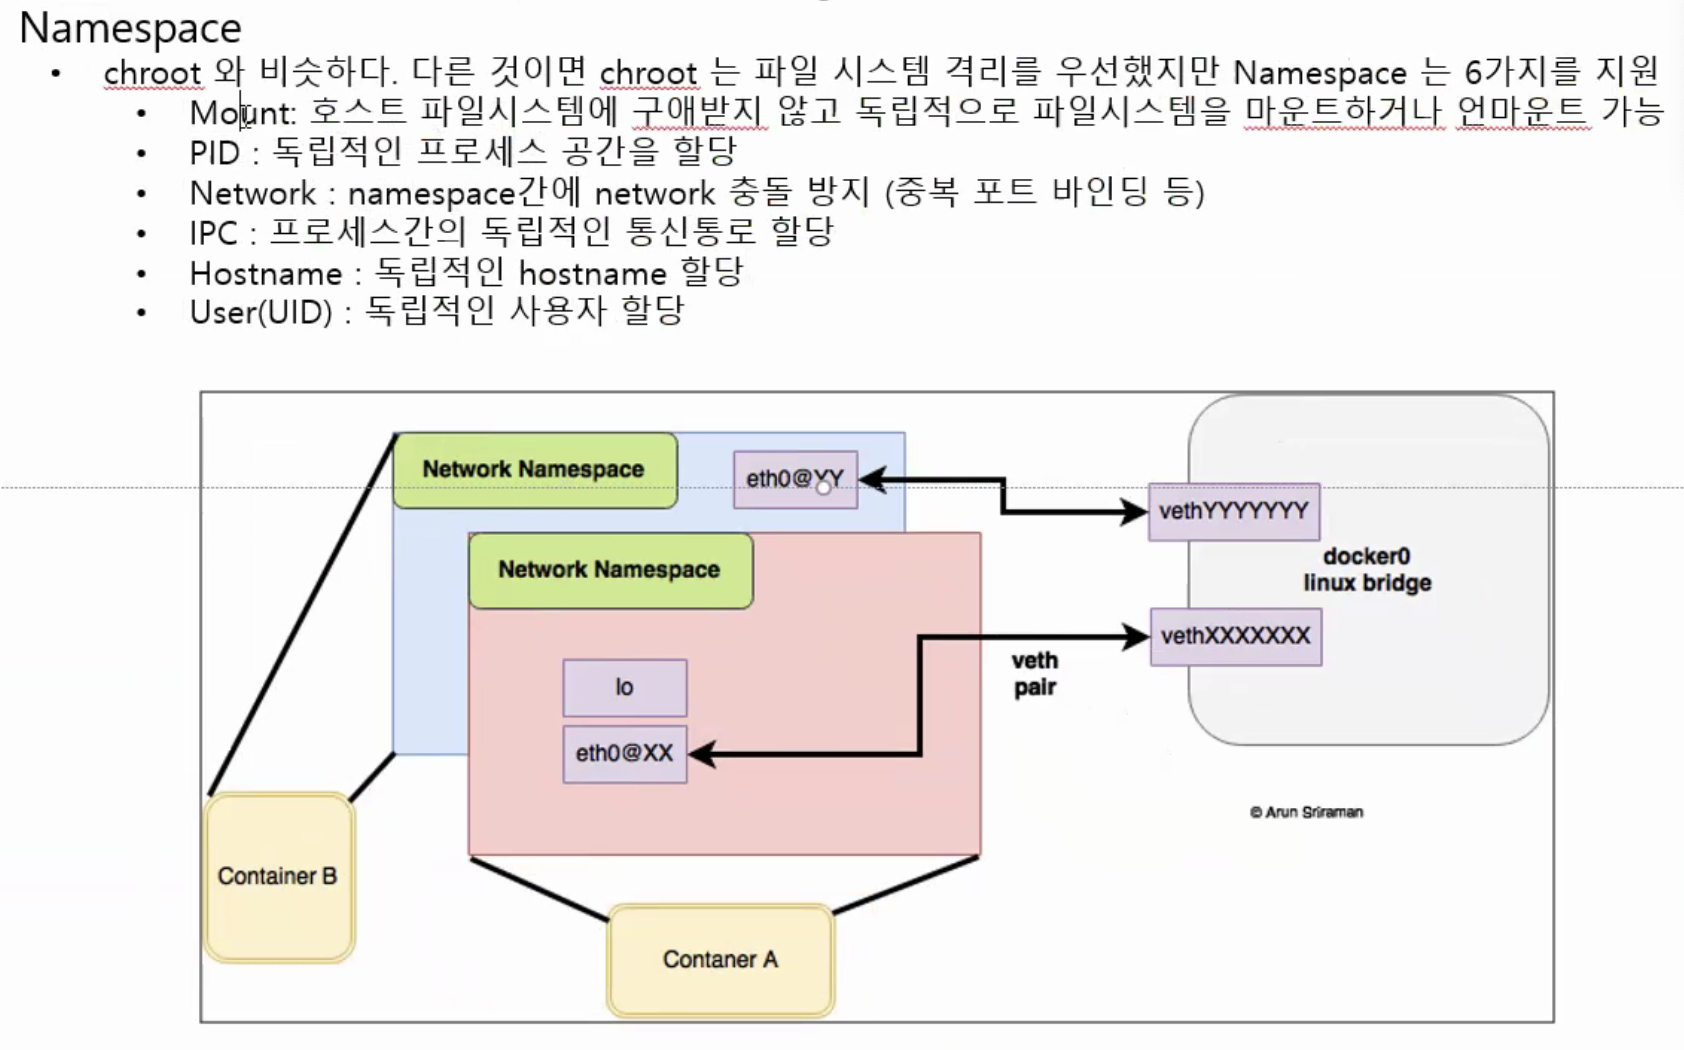 Namespace
• chroot 와 비슷하다. 다른 것이면 chroot 는 파일 시스템 격리를 우선했지만 Namespace 는 6가지를 지원
• Mount: 호스트 파일시스템에 구애받지 않고 독립적으로 파일시스템을 마운트하거나 언마운트 가능
• PID : 독립적인 프로세스 공간을 할당
• Network : namespace간에 network 충돌 방지 (중복 포트 바인딩 등)
• IPC : 프로세스간의 독립적인 통신통로 할당
• Hostname : 독립적인 hostname 할당
• User(UID) : 독립적인 사용자 할당
Network Namespace
eth0@YY
vethYYYYYYY
docker0
linux bridge
Network Namespace
vethXXXXXXX
veth
pair
lo
eth0@XX
© Arun Sriraman
Container B
Contaner A